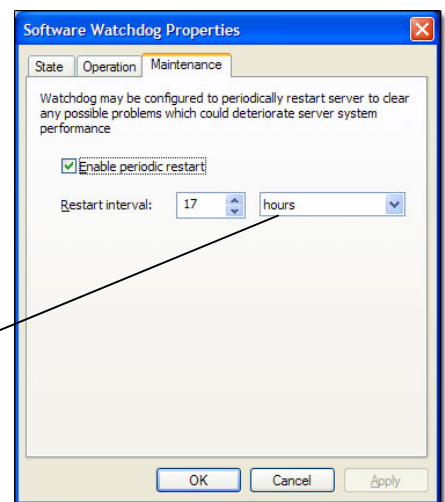 Software Watchdog Properties
State Operation Maintenance
Watchdog may be configured to periodically restart server to clear
any possible problems which could deteriorate server system
performance
Enable periodic restart
Restart interval: 17 hours
OK Cancel Apply